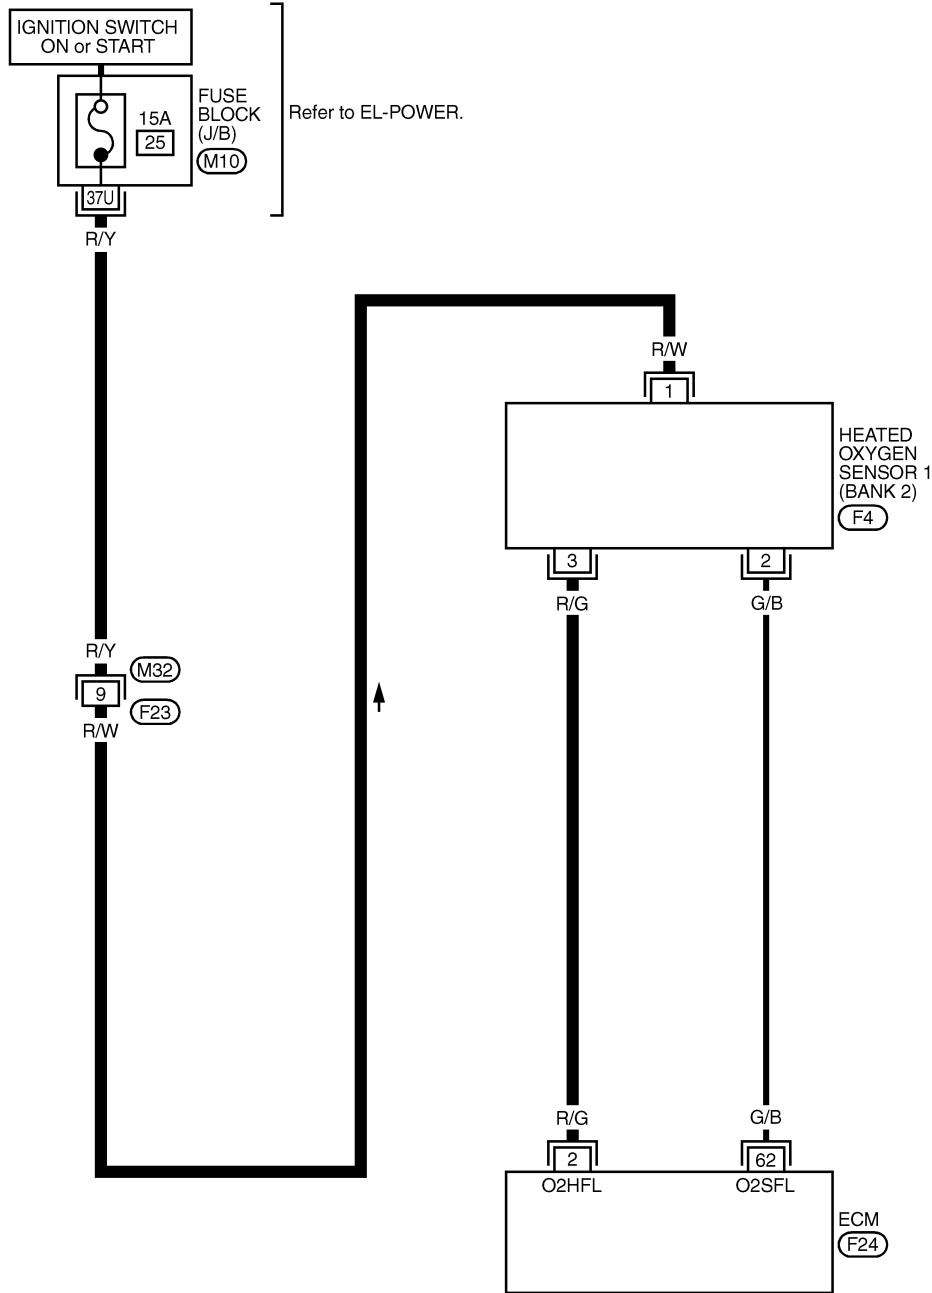 IGNITION SWITCH
ON or START
FUSE
BLOCK
(J/B)
M10
15A
25
Refer to EL-POWER.
37U
R/Y
R/W
1
HEATED
OXYGEN
SENSOR 1
(BANK 2)
F4
3
2
R/G
G/B
R/Y
M32
9
F23
R/W
R/G
G/B
2
62
O2HFL
O2SFL
ECM
F24